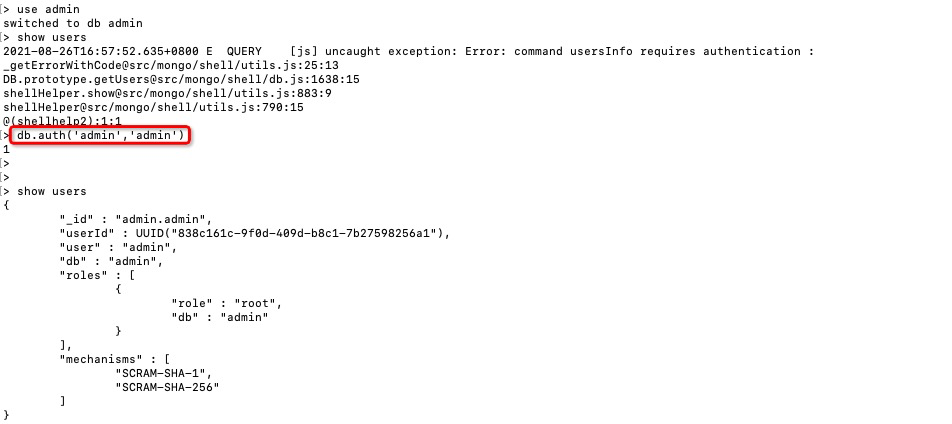 [> use admin
switched to db admin
[> show users
2021-08-26T16:57:52.635+0800 E  QUERY    [js] uncaught exception: Error: command usersInfo requires authentication :
_getErrorWithCode@src/mongo/shell/utils.js:25:13
DB.prototype.getUsers@src/mongo/shell/db.js:1638:15
shellHelper.show@src/mongo/shell/utils.js:883:9
shellHelper@src/mongo/shell/utils.js:790:15
@(shellhelp2):1:1
[> db.auth('admin','admin')
1
[>
[>
[> show users
{
        "_id" : "admin.admin",
        "userId" : UUID("838c161c-9f0d-409d-b8c1-7b27598256a1"),
        "user" : "admin",
        "db" : "admin",
        "roles" : [
                {
                        "role" : "root",
                        "db" : "admin"
                }
        ],
        "mechanisms" : [
                "SCRAM-SHA-1",
                "SCRAM-SHA-256"
        ]
}